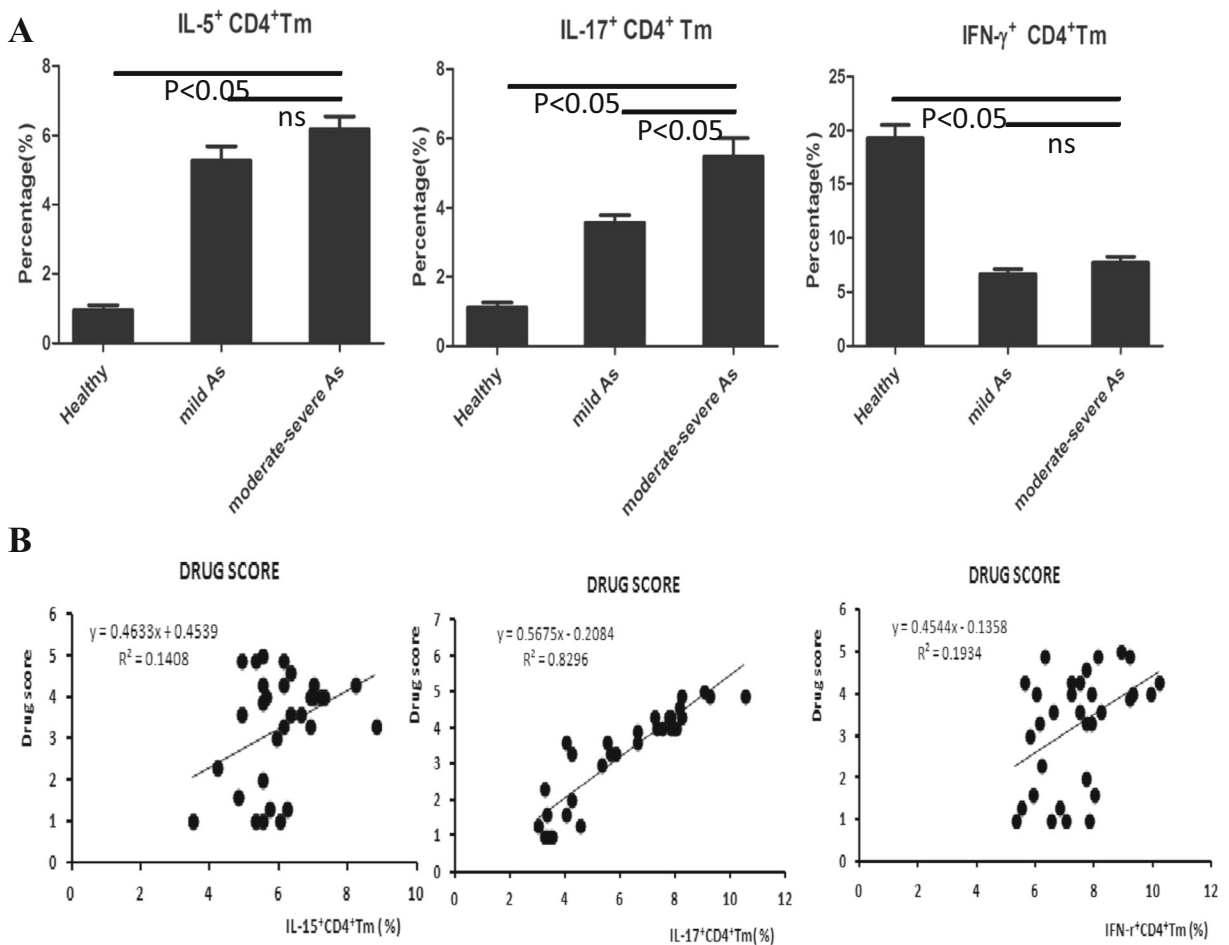 A
IL-5+ CD4+Tm
8
6
4
2
0
Percentage(%)
P<0.05
ns
Healthy
mild As
moderate-severe As
IL-17+ CD4+ Tm
8
6
4
2
0
Percentage(%)
P<0.05
P<0.05
Healthy
mild As
moderate-severe As
IFN-γ+ CD4+Tm
25
20
15
10
5
0
Percentage(%)
P<0.05
ns
Healthy
mild As
moderate-severe As
B
DRUG SCORE
y = 0.4633x + 0.4539
R² = 0.1408
Drug score
6
5
4
3
2
1
0
0 2 4 6 8 10
IL-15+CD4+Tm (%)
DRUG SCORE
y = 0.5675x - 0.2084
R² = 0.8296
Drug score
7
6
5
4
3
2
1
0
0 2 4 6 8 10 12
IL-17+CD4+Tm(%)
DRUG SCORE
y = 0.4544x - 0.1358
R² = 0.1934
Drug score
6
5
4
3
2
1
0
0 2 4 6 8 10 12
IFN-r+CD4+Tm (%)